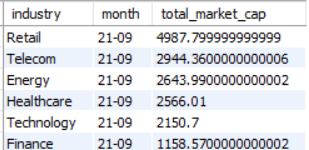 industry month total_market_cap
Retail 21-09 4987.799999999999
Telecom 21-09 2944.3600000000006
Energy 21-09 2643.9900000000002
Healthcare 21-09 2566.01
Technology 21-09 2150.7
Finance 21-09 1158.5700000000002